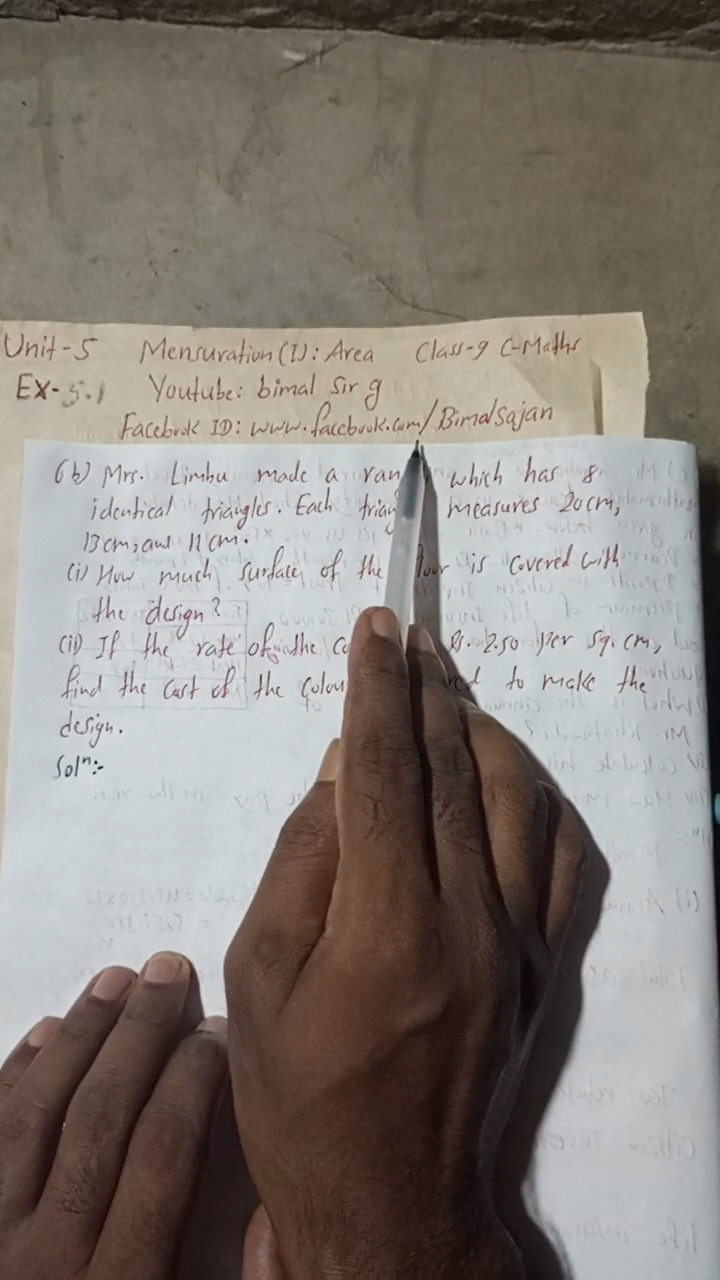 Unit-5 Mensuration (I): Area Class-9 C-Maths
Ex-5.1 Youtube: bimal Sir g
Facebook ID: www.facebook.com/BimalSajan
6b) Mrs. Limbu made a which has 8
identical triangles. Each measures 20cm,
13cm, and 11cm.
(i) How much surface of the is covered with
the design?
(ii) If the rate of the Rs. 2.50 per sq. cm,
find the cost of the to make the
design.
Solⁿ:-